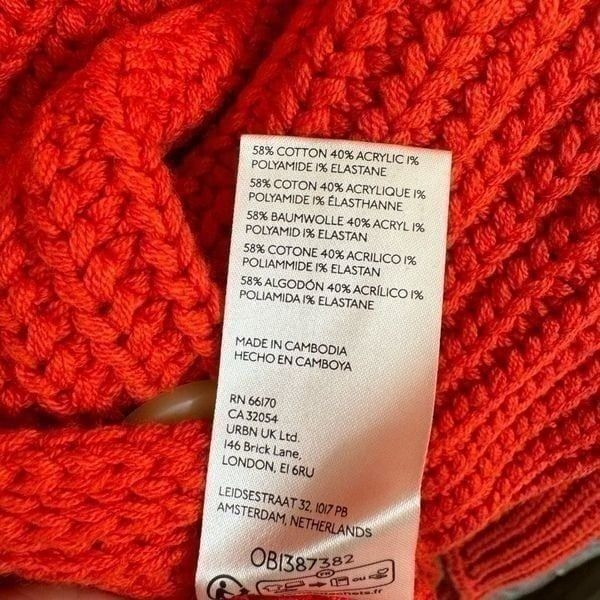 58% COTTON 40% ACRYLIC 1%
POLYAMIDE 1% ELASTANE
58% COTON 40% ACRYLIQUE 1%
POLYAMIDE 1% ÉLASTHANNE
58% BAUMWOLLE 40% ACRYL 1%
POLYAMID 1% ELASTAN
58% COTONE 40% ACRILICO 1%
POLIAMMIDE 1% ELASTAN
58% ALGODÓN 40% ACRÍLICO 1%
POLIAMIDA 1% ELASTANE
MADE IN CAMBODIA
HECHO EN CAMBOYA
RN 66170
CA 32054
URBN UK Ltd.
146 Brick Lane,
LONDON, E1 6RU
LEIDSESTRAAT 32, 1017 PB
AMSTERDAM, NETHERLANDS
OB1387382
FR
ou